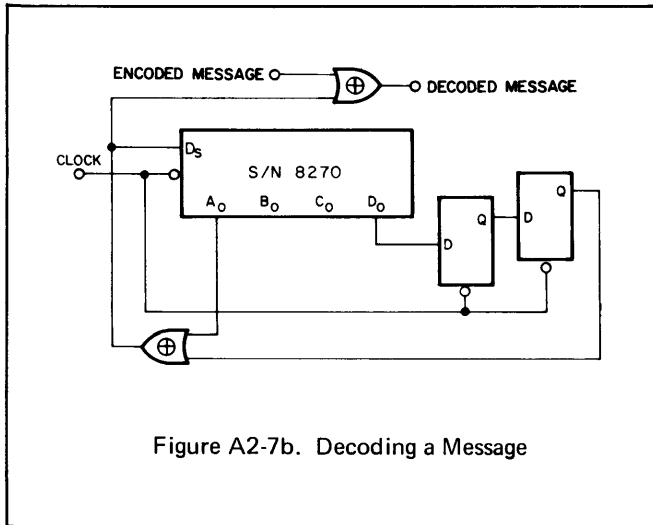 ENCODED MESSAGE
⊕
DECODED MESSAGE
CLOCK
Ds
S/N 8270
Ao Bo Co Do
D Q
D Q
⊕
Figure A2-7b. Decoding a Message